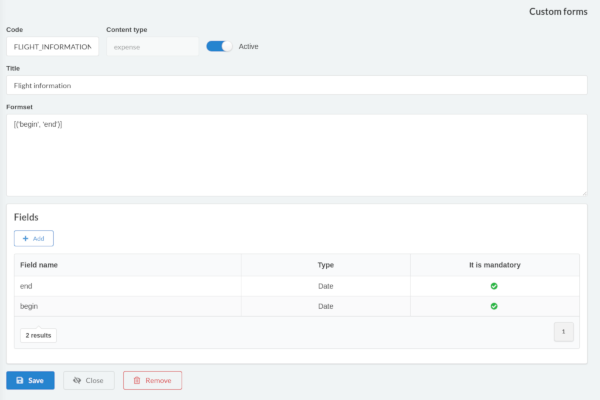 Custom forms
Code
Content type
FLIGHT_INFORMATION
expense
Active
Title
Flight information
Formset
[('begin', 'end')]
Fields
+ Add
Field name Type It is mandatory
end Date
begin Date
2 results
1
Save Close Remove